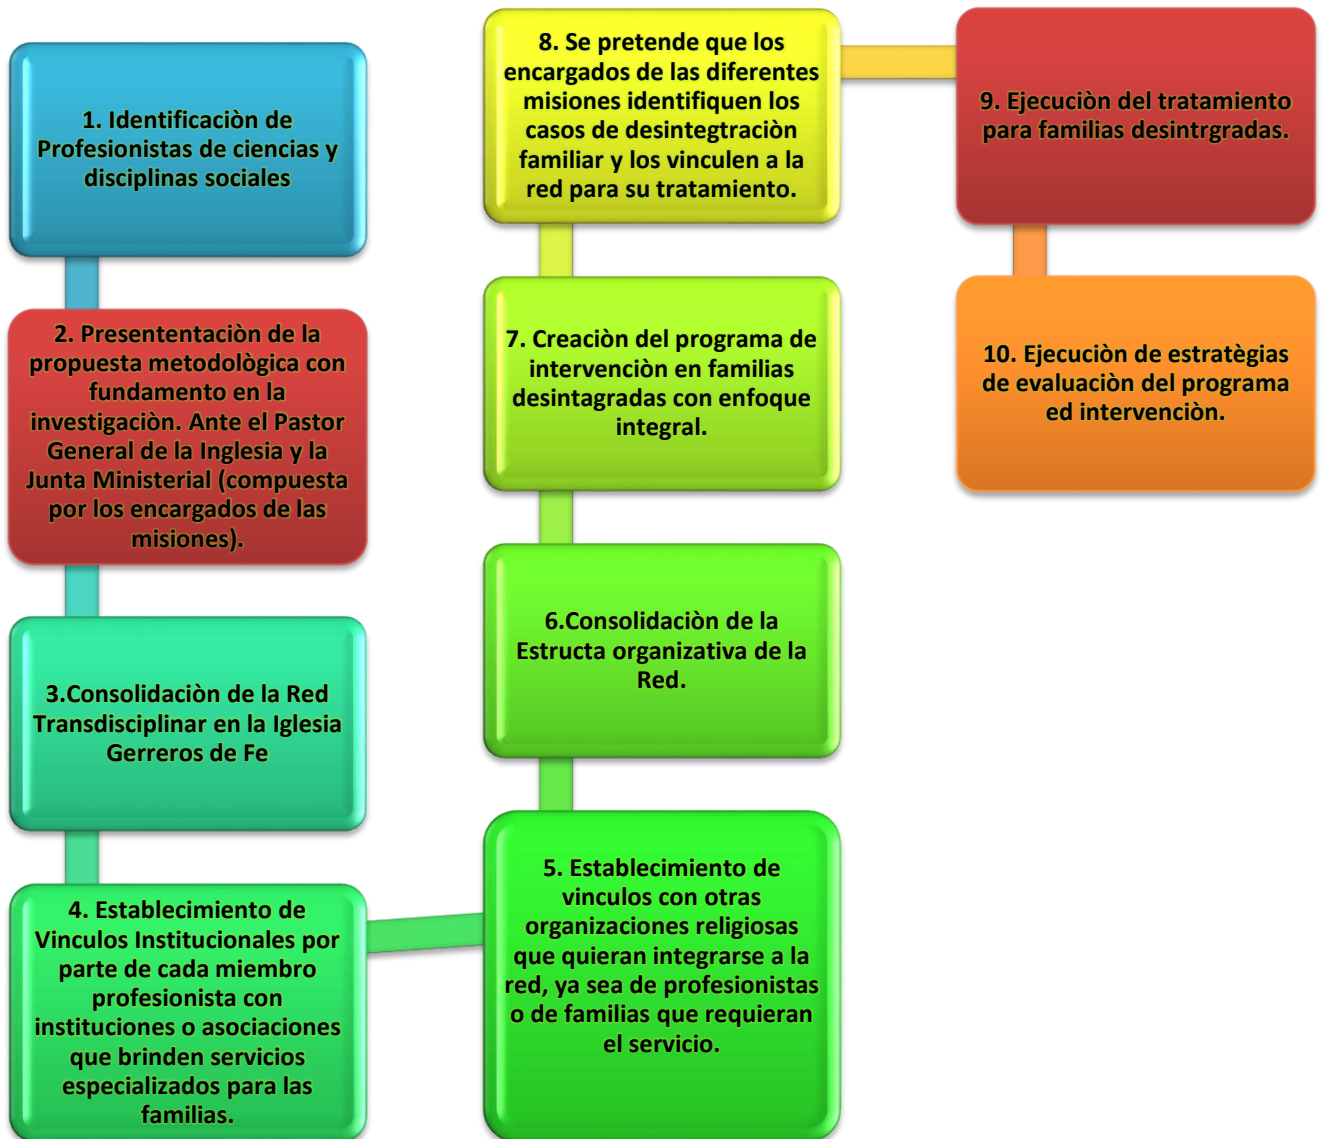 1. Identificaciòn de
Profesionistas de ciencias y
disciplinas sociales
2. Presententaciòn de la
propuesta metodològica con
fundamento en la
investigaciòn. Ante el Pastor
General de la Inglesia y la
Junta Ministerial (compuesta
por los encargados de las
misiones).
3.Consolidaciòn de la Red
Transdisciplinar en la Iglesia
Gerreros de Fe
4. Establecimiento de
Vinculos Institucionales por
parte de cada miembro
profesionista con
instituciones o asociaciones
que brinden servicios
especializados para las
familias.
5. Establecimiento de
vinculos con otras
organizaciones religiosas
que quieran integrarse a la
red, ya sea de profesionistas
o de familias que requieran
el servicio.
6.Consolidaciòn de la
Estructa organizativa de la
Red.
7. Creaciòn del programa de
intervenciòn en familias
desintagradas con enfoque
integral.
8. Se pretende que los
encargados de las diferentes
misiones identifiquen los
casos de desintegtraciòn
familiar y los vinculen a la
red para su tratamiento.
9. Ejecuciòn del tratamiento
para familias desintrgradas.
10. Ejecuciòn de estratègias
de evaluaciòn del programa
ed intervenciòn.